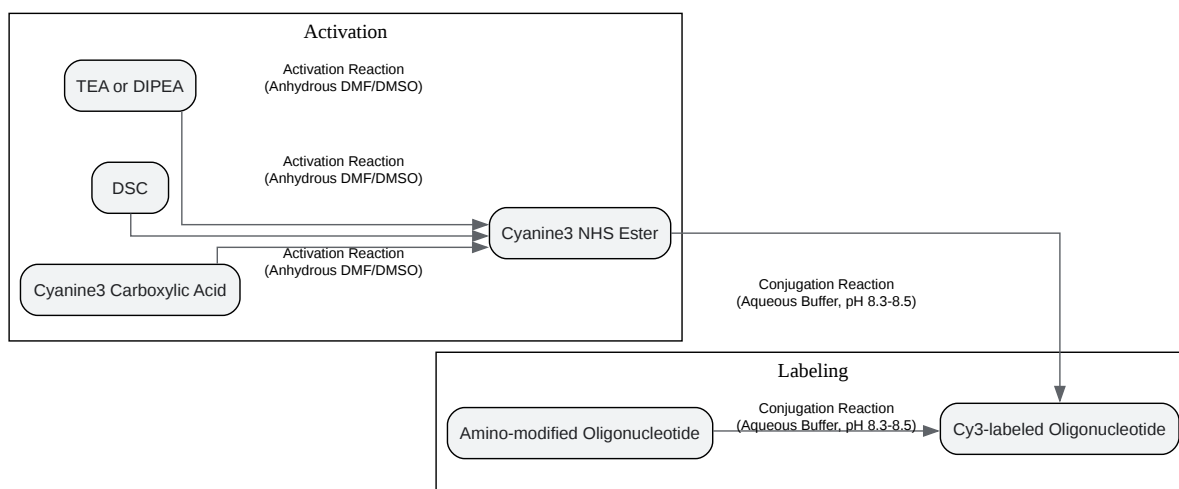 Activation
Activation Reaction
(Anhydrous DMF/DMSO)
TEA or DIPEA
Activation Reaction
(Anhydrous DMF/DMSO)
DSC
Cyanine3 NHS Ester
Activation Reaction
(Anhydrous DMF/DMSO)
Cyanine3 Carboxylic Acid
Conjugation Reaction
(Aqueous Buffer, pH 8.3-8.5)
Labeling
Conjugation Reaction
(Aqueous Buffer, pH 8.3-8.5)
Amino-modified Oligonucleotide
Cy3-labeled Oligonucleotide